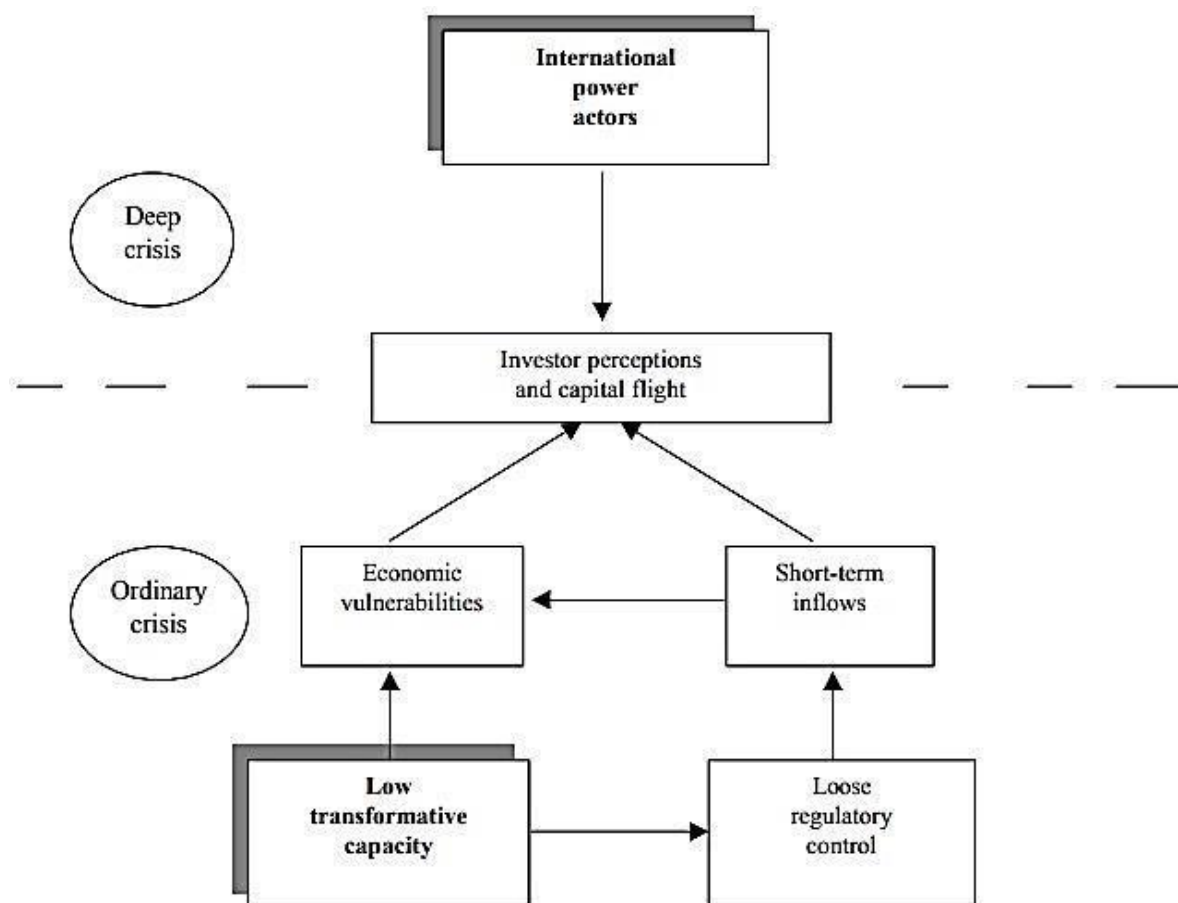 International
power
actors
Deep
crisis
Investor perceptions
and capital flight
Economic
vulnerabilities
Short-term
inflows
Ordinary
crisis
Low
transformative
capacity
Loose
regulatory
control